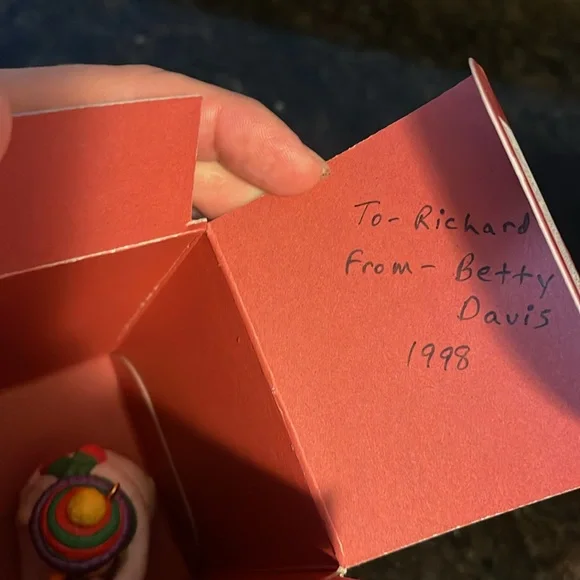 To- Richard
From- Betty
Davis
1998